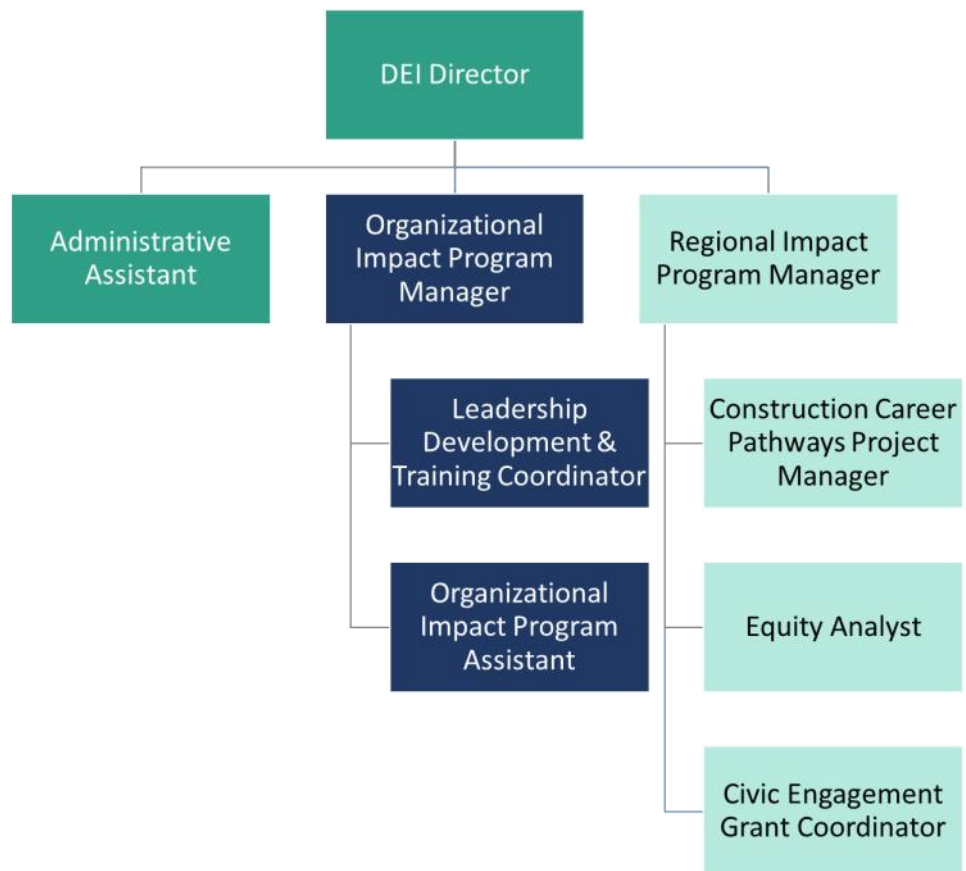 DEI Director
Administrative
Assistant
Organizational
Impact Program
Manager
Regional Impact
Program Manager
Leadership
Development &
Training Coordinator
Organizational
Impact Program
Assistant
Construction Career
Pathways Project
Manager
Equity Analyst
Civic Engagement
Grant Coordinator